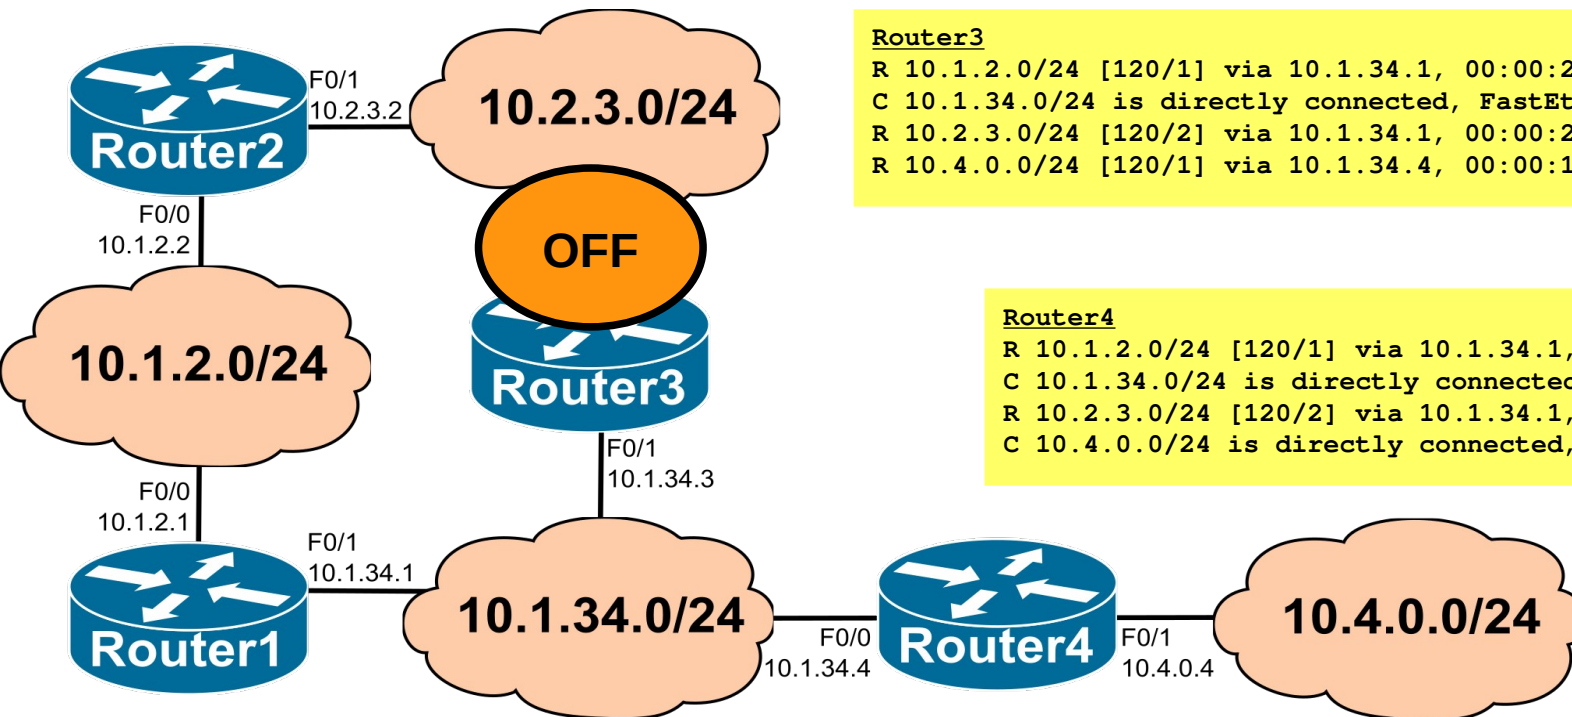 Router3
R 10.1.2.0/24 [120/1] via 10.1.34.1, 00:00:2
C 10.1.34.0/24 is directly connected, FastEt
R 10.2.3.0/24 [120/2] via 10.1.34.1, 00:00:2
R 10.4.0.0/24 [120/1] via 10.1.34.4, 00:00:1
F0/1
10.2.3.2
10.2.3.0/24
Router2
F0/0
10.1.2.2
OFF
Router4
R 10.1.2.0/24 [120/1] via 10.1.34.1,
C 10.1.34.0/24 is directly connected
R 10.2.3.0/24 [120/2] via 10.1.34.1,
C 10.4.0.0/24 is directly connected,
10.1.2.0/24
Router3
F0/1
10.1.34.3
F0/0
10.1.2.1
F0/1
10.1.34.1
Router1
10.1.34.0/24
F0/0
10.1.34.4
Router4
F0/1
10.4.0.4
10.4.0.0/24